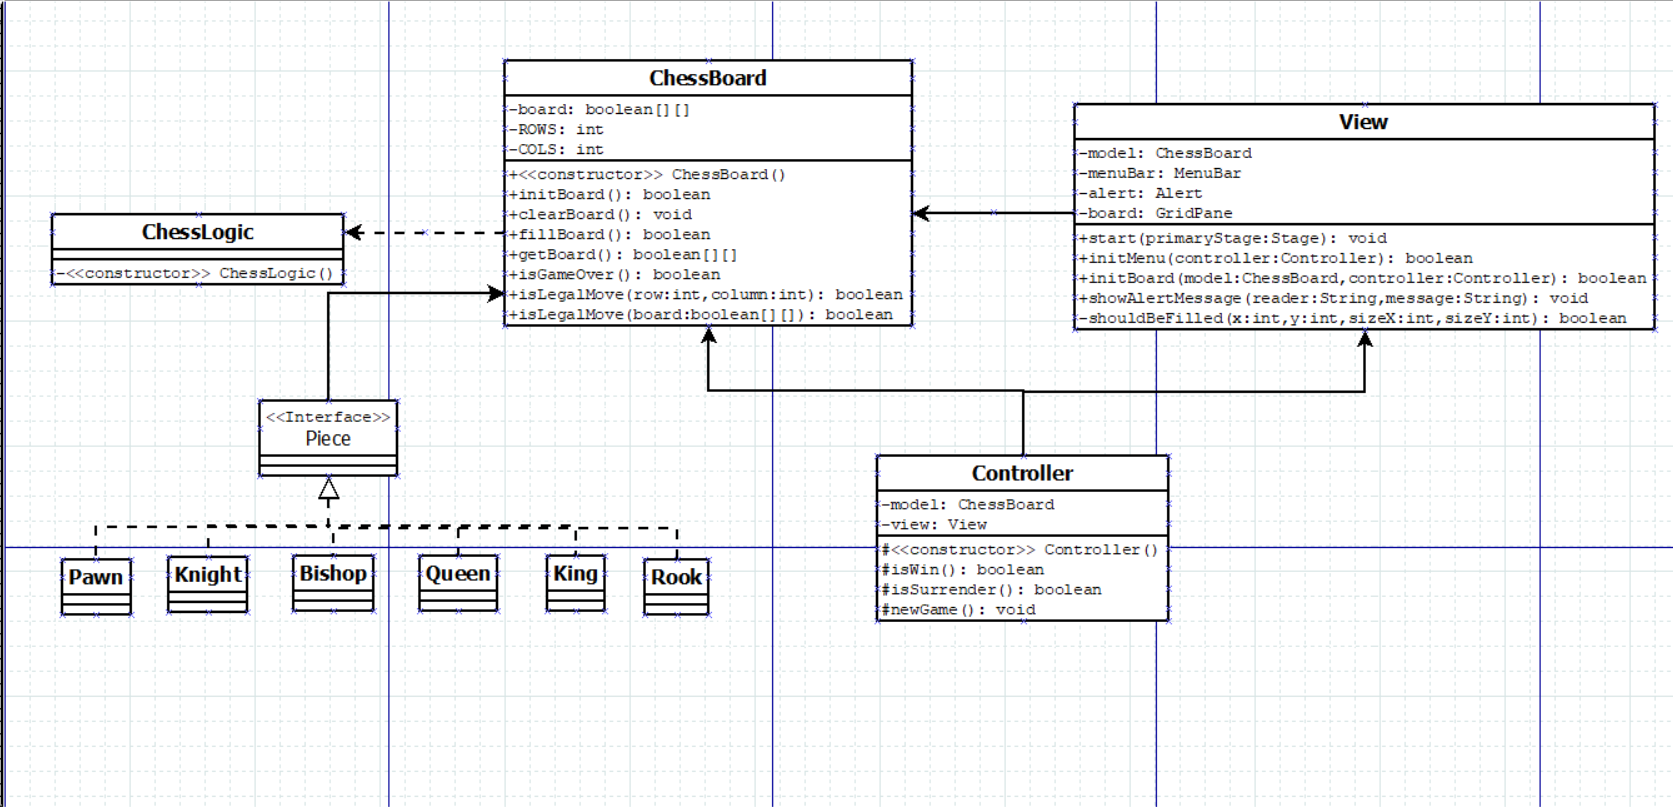 ChessBoard
-board: boolean[][]
-ROWS: int
-COLS: int
+<<constructor>> ChessBoard()
+initBoard(): boolean
+clearBoard(): void
+fillBoard(): boolean
+getBoard(): boolean[][]
+isGameOver(): boolean
+isLegalMove(row:int,column:int): boolean
+isLegalMove(board:boolean[][]): boolean
View
-model: ChessBoard
-menuBar: MenuBar
-alert: Alert
-board: GridPane
+start(primaryStage:Stage): void
+initMenu(controller:Controller): boolean
+initBoard(model:ChessBoard,controller:Controller): boolean
+showAlertMessage(reader:String,message:String): void
-shouldBeFilled(x:int,y:int,sizeX:int,sizeY:int): boolean
ChessLogic
-<<constructor>> ChessLogic()
<<Interface>>
Piece
Controller
-model: ChessBoard
-view: View
#<<constructor>> Controller()
#isWin(): boolean
#isSurrender(): boolean
#newGame(): void
Pawn
Knight
Bishop
Queen
King
Rook